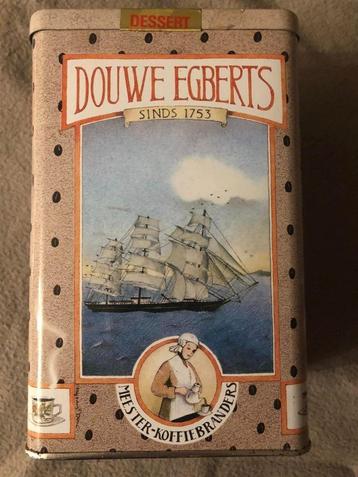 DESSERT
DOUWE EGBERTS
SINDS 1753
MEESTER-KOFFIEBRANDERS